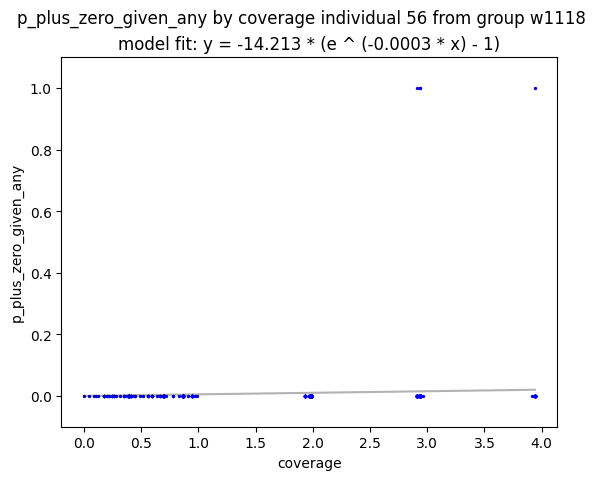 p_plus_zero_given_any by coverage individual 56 from group w1118
model fit: y = -14.213 * (e ^ (-0.0003 * x) - 1)
1.0
0.8
0.6
0.4
0.2
0.0
p_plus_zero_given_any
0.0 0.5 1.0 1.5 2.0 2.5 3.0 3.5 4.0
coverage